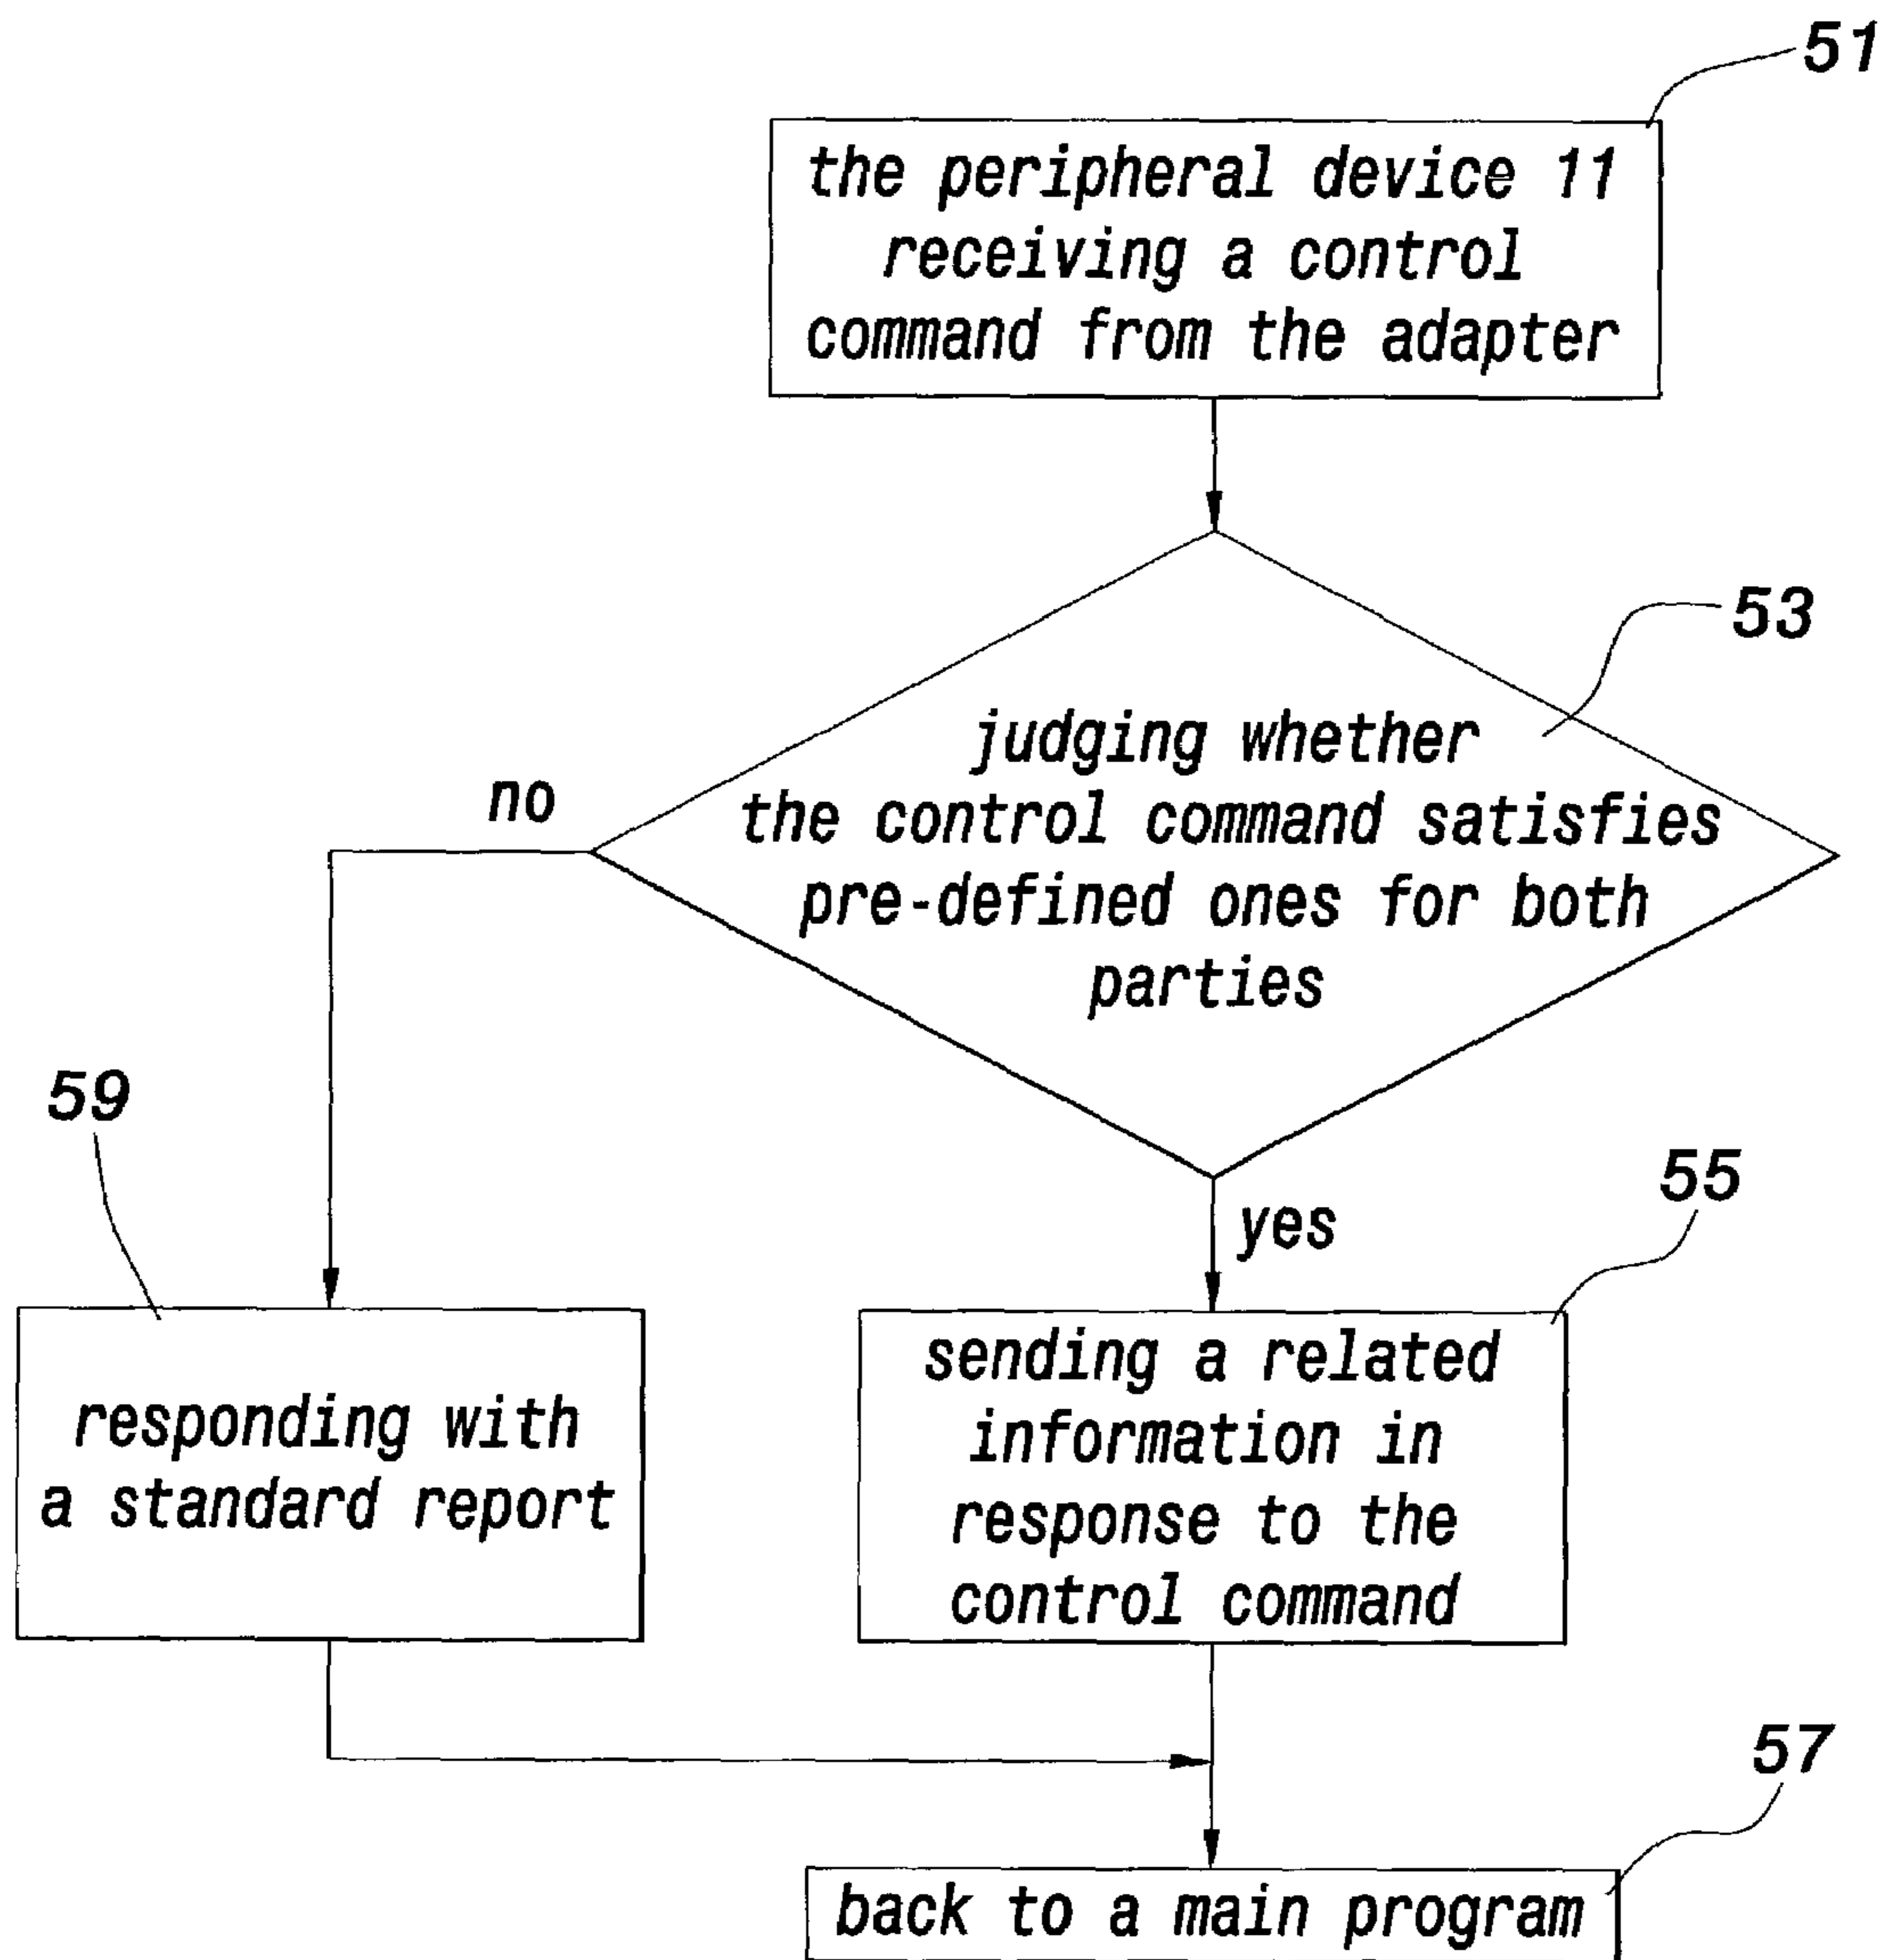 51
the peripheral device 11
receiving a control
command from the adapter
53
judging whether
the control command satisfies
pre-defined ones for both
parties
no
yes
59
responding with
a standard report
55
sending a related
information in
response to the
control command
57
back to a main program